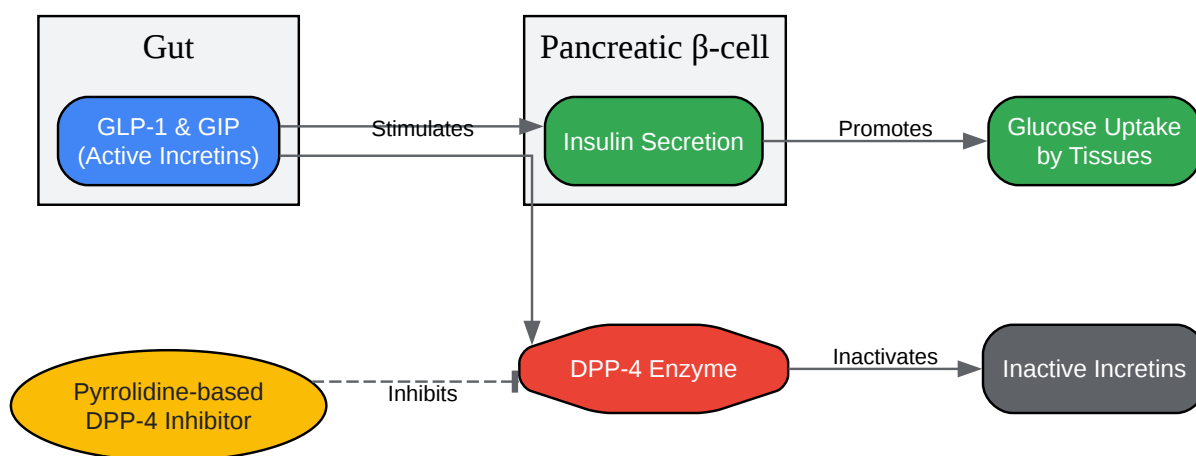 Gut
Pancreatic β-cell
GLP-1 & GIP
(Active Incretins)
Stimulates
Insulin Secretion
Promotes
Glucose Uptake
by Tissues
Pyrrolidine-based
DPP-4 Inhibitor
Inhibits
DPP-4 Enzyme
Inactivates
Inactive Incretins